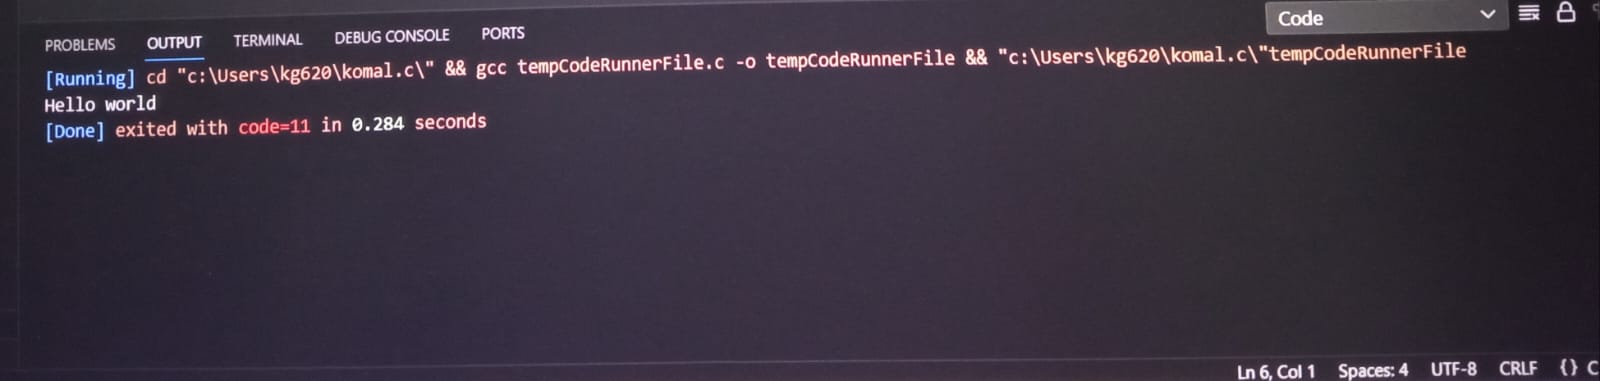 Code
PROBLEMS OUTPUT TERMINAL DEBUG CONSOLE PORTS
[Running] cd "c:\Users\kg620\komal.c\" && gcc tempCodeRunnerFile.c -o tempCodeRunnerFile && "c:\Users\kg620\komal.c\"tempCodeRunnerFile
Hello world
[Done] exited with code=11 in 0.284 seconds
Ln 6, Col 1 Spaces: 4 UTF-8 CRLF {} C